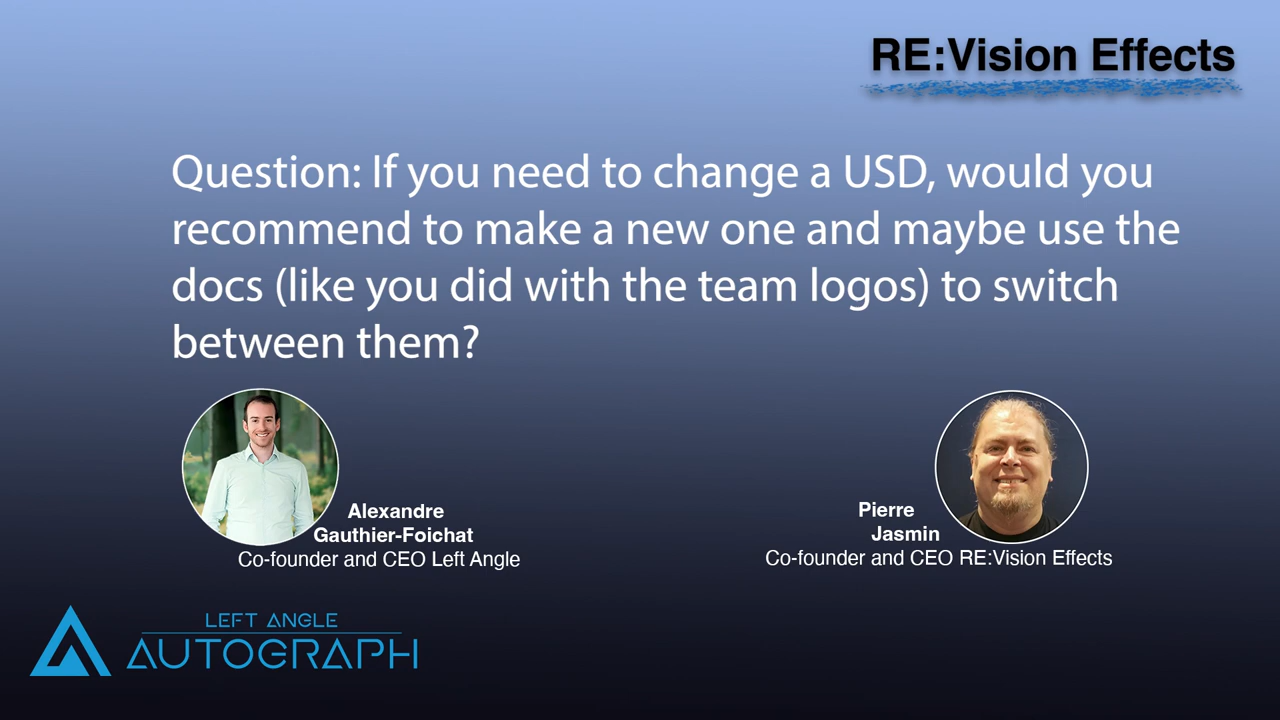 RE:Vision Effects
Question: If you need to change a USD, would you
recommend to make a new one and maybe use the
docs (like you did with the team logos) to switch
between them?
Alexandre
Gauthier-Foichat
Co-founder and CEO Left Angle
Pierre
Jasmin
Co-founder and CEO RE:Vision Effects
LEFT ANGLE
AUTOGRAPH